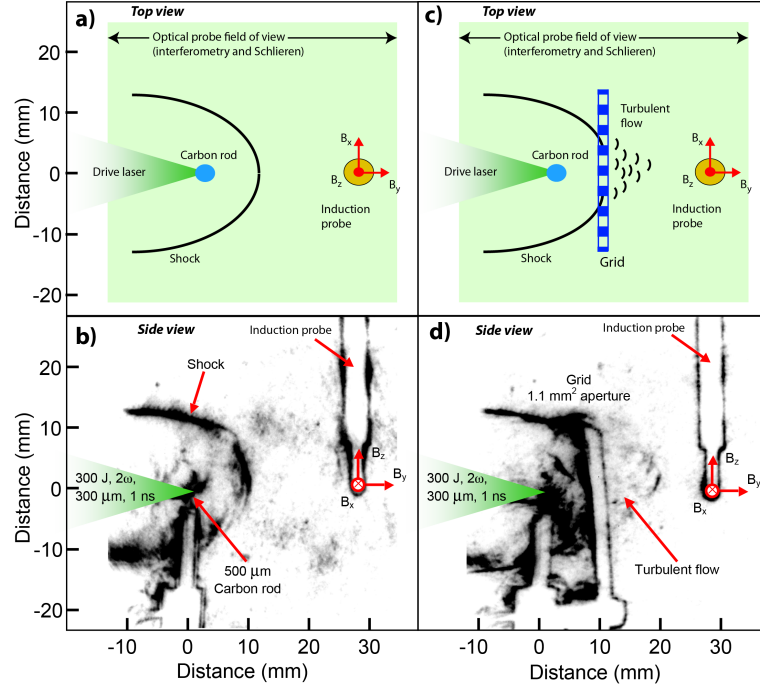 a)
Top view
Optical probe field of view
(interferometry and Schlieren)
Carbon rod
Drive laser
Shock
Bx
Bz
By
Induction
probe
c)
Top view
Optical probe field of view
(interferometry and Schlieren)
Turbulent
flow
Carbon rod
Drive laser
Shock
Grid
Bx
Bz
By
Induction
probe
Distance (mm)
20
10
0
-10
-20
b)
Side view
Induction probe
Shock
300 J, 2ω,
300 μm, 1 ns
500 μm
Carbon rod
Bz
By
Bx
d)
Side view
Induction probe
Grid
1.1 mm² aperture
300 J, 2ω,
300 μm, 1 ns
Turbulent flow
Bz
By
Bx
Distance (mm)
20
10
0
-10
-20
-10 0 10 20 30
Distance (mm)
-10 0 10 20 30
Distance (mm)